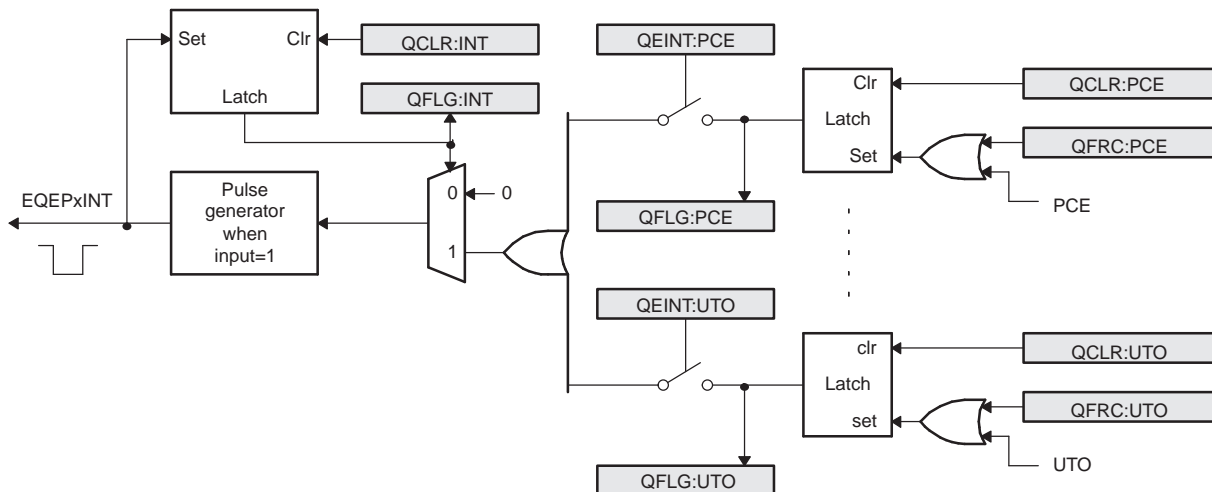 Set
Clr
Latch
QCLR:INT
QFLG:INT
EQEPxINT
Pulse
generator
when
input=1
0
0
1
QEINT:PCE
QFLG:PCE
Clr
Latch
Set
QCLR:PCE
QFRC:PCE
PCE
QEINT:UTO
QFLG:UTO
clr
Latch
set
QCLR:UTO
QFRC:UTO
UTO